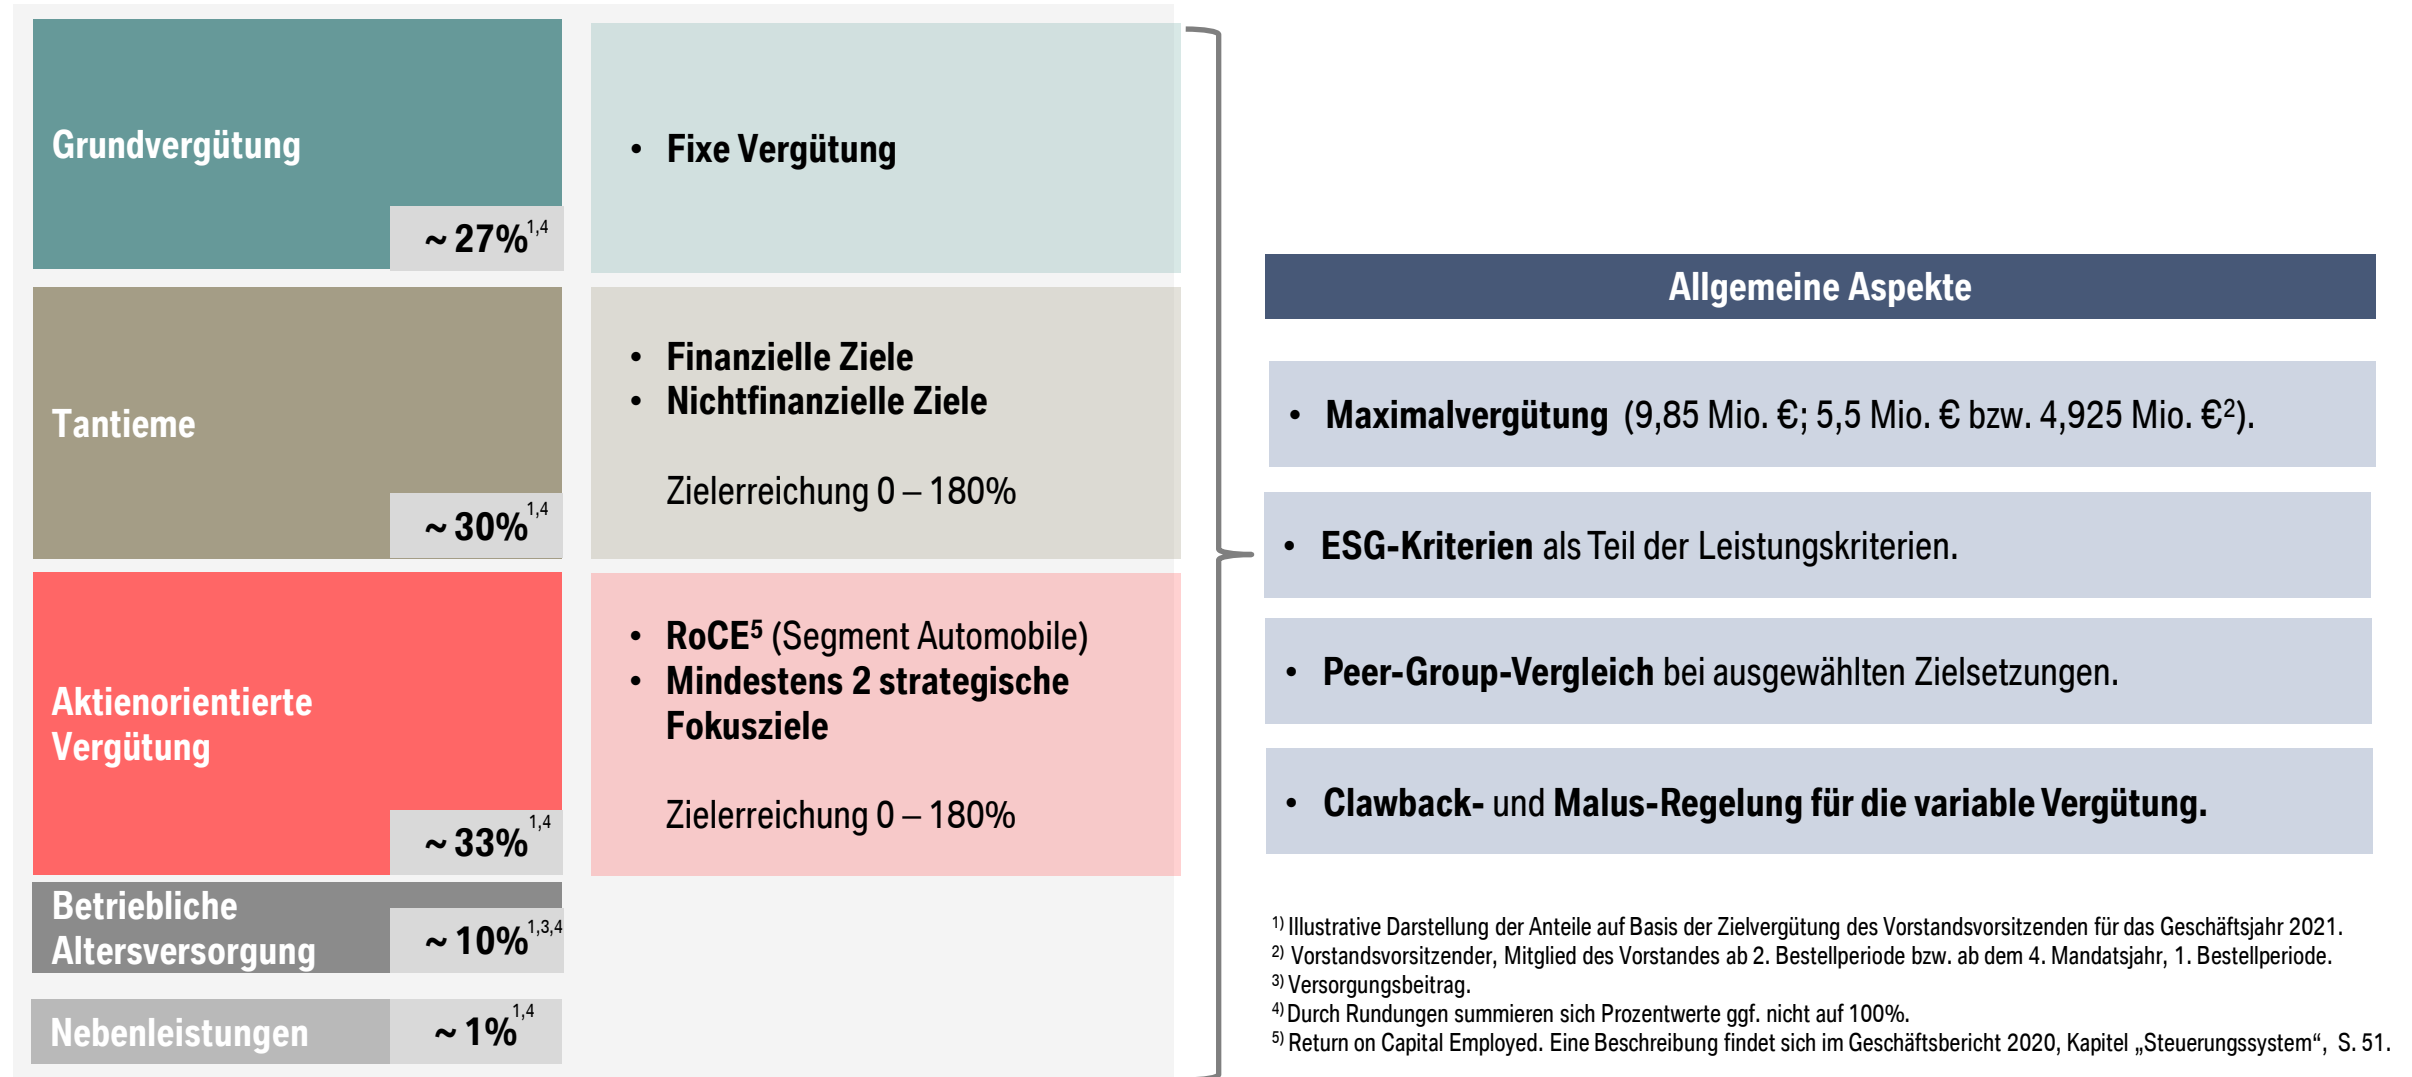 Grundvergütung
~ 27%1,4
• Fixe Vergütung
Tantieme
~ 30%1,4
• Finanzielle Ziele
• Nichtfinanzielle Ziele
Zielerreichung 0 – 180%
Aktienorientierte
Vergütung
~ 33%1,4
• RoCE5 (Segment Automobile)
• Mindestens 2 strategische
Fokusziele
Zielerreichung 0 – 180%
Betriebliche
Altersversorgung
~ 10%1,3,4
Nebenleistungen
~ 1%1,4
Allgemeine Aspekte
• Maximalvergütung (9,85 Mio. €; 5,5 Mio. € bzw. 4,925 Mio. €2).
• ESG-Kriterien als Teil der Leistungskriterien.
• Peer-Group-Vergleich bei ausgewählten Zielsetzungen.
• Clawback- und Malus-Regelung für die variable Vergütung.
1) Illustrative Darstellung der Anteile auf Basis der Zielvergütung des Vorstandsvorsitzenden für das Geschäftsjahr 2021.
2) Vorstandsvorsitzender, Mitglied des Vorstandes ab 2. Bestellperiode bzw. ab dem 4. Mandatsjahr, 1. Bestellperiode.
3) Versorgungsbeitrag.
4) Durch Rundungen summieren sich Prozentwerte ggf. nicht auf 100%.
5) Return on Capital Employed. Eine Beschreibung findet sich im Geschäftsbericht 2020, Kapitel „Steuerungssystem“, S. 51.